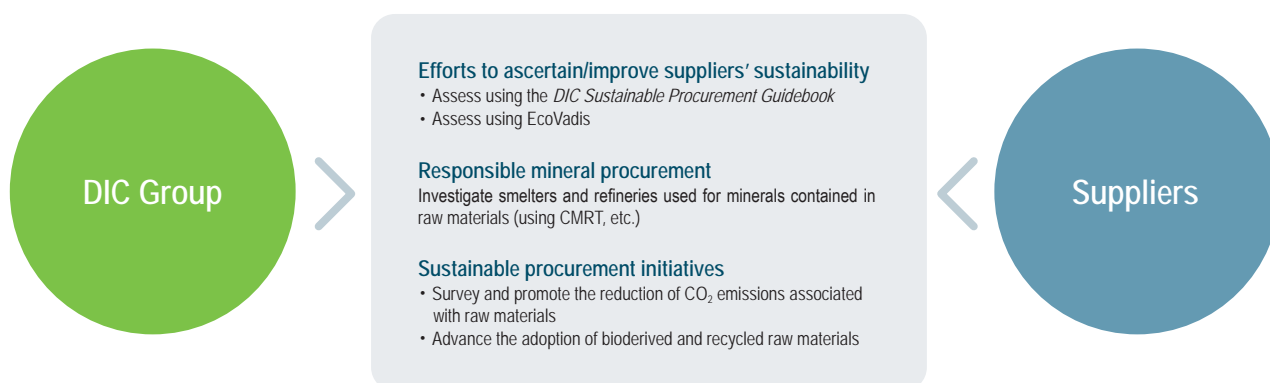 DIC Group
Efforts to ascertain/improve suppliers’ sustainability
• Assess using the DIC Sustainable Procurement Guidebook
• Assess using EcoVadis
Responsible mineral procurement
Investigate smelters and refineries used for minerals contained in
raw materials (using CMRT, etc.)
Sustainable procurement initiatives
• Survey and promote the reduction of CO₂ emissions associated
with raw materials
• Advance the adoption of bioderived and recycled raw materials
Suppliers